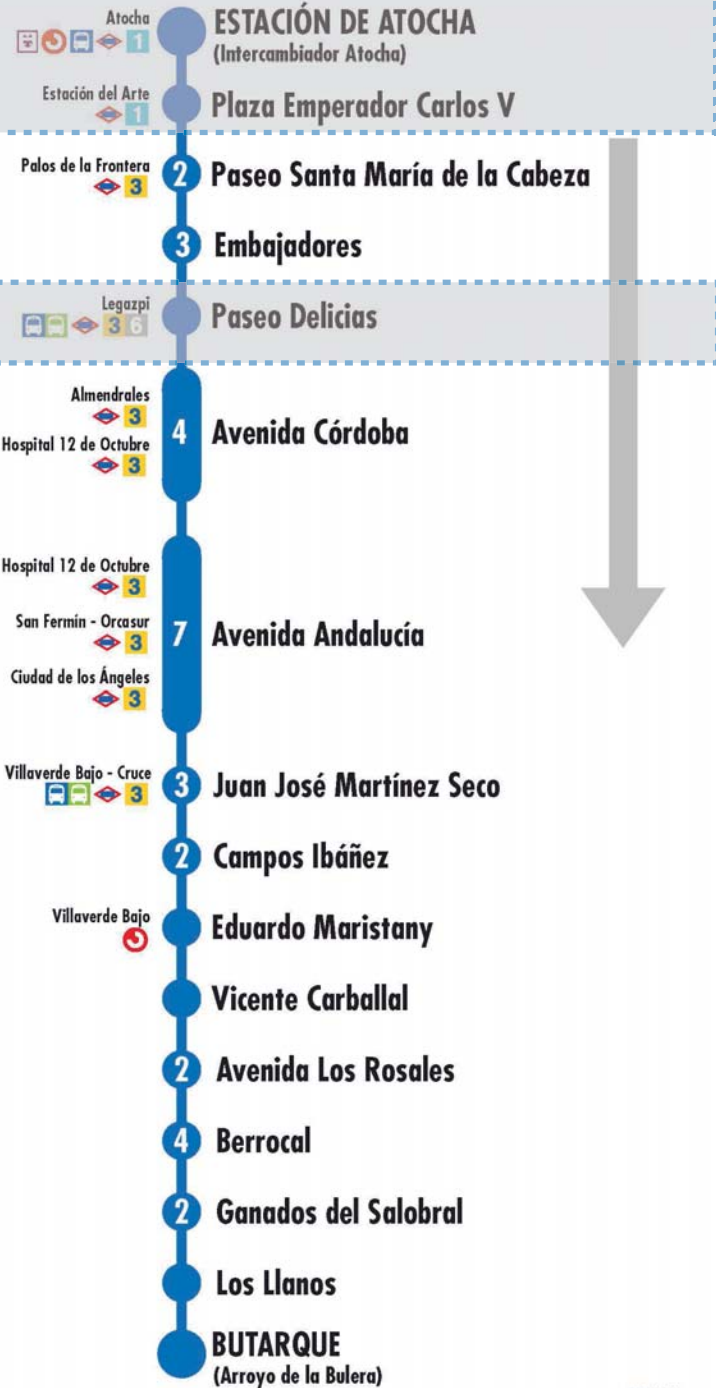 Atocha
1
ESTACIÓN DE ATOCHA
(Intercambiador Atocha)
Estación del Arte
1
Plaza Emperador Carlos V
Palos de la Frontera
3
2
Paseo Santa María de la Cabeza
3
Embajadores
Legazpi
3 6
Paseo Delicias
Almendrales
3
Hospital 12 de Octubre
3
4
Avenida Córdoba
Hospital 12 de Octubre
3
San Fermín - Orcasur
3
Ciudad de los Ángeles
3
7
Avenida Andalucía
Villaverde Bajo - Cruce
3
3
Juan José Martínez Seco
2
Campos Ibáñez
Villaverde Bajo
Eduardo Maristany
Vicente Carballal
2
Avenida Los Rosales
4
Berrocal
2
Ganados del Salobral
Los Llanos
BUTARQUE
(Arroyo de la Bulera)